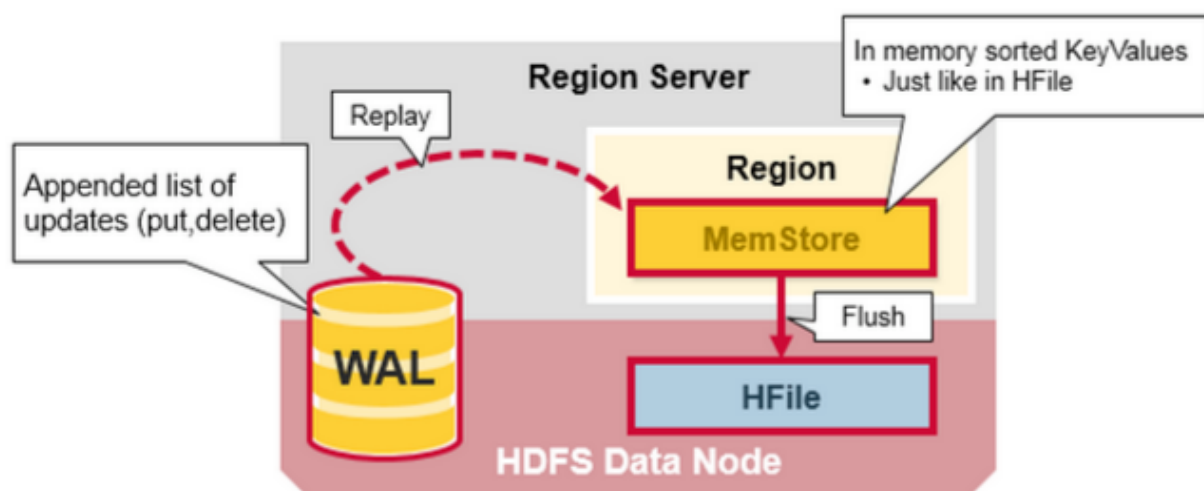 In memory sorted KeyValues
• Just like in HFile
Region Server
Replay
Appended list of
updates (put,delete)
Region
MemStore
Flush
WAL
HFile
HDFS Data Node